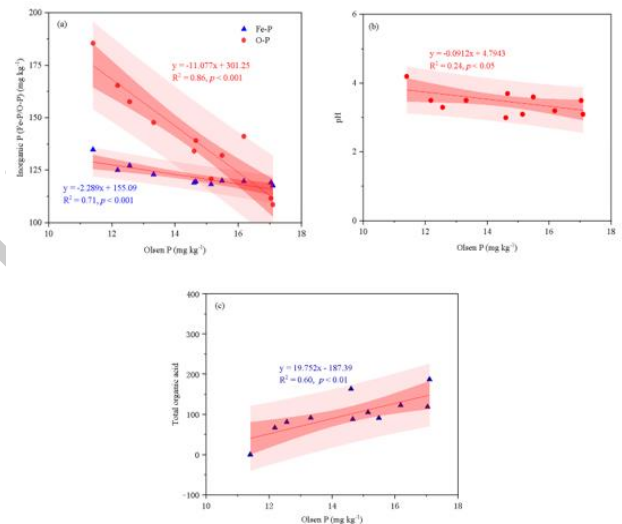 (a)
Fe-P
O-P
y = -11.077x + 301.25
R² = 0.86, p < 0.001
y = -2.289x + 155.09
R² = 0.71, p < 0.001
200
175
150
125
100
10 12 14 16 18
Inorganic P (Fe-P/O-P) (mg kg⁻¹)
Olsen P (mg kg⁻¹)
(b)
y = -0.0912x + 4.7943
R² = 0.24, p < 0.05
6
4
2
0
10 12 14 16 18
pH
Olsen P (mg kg⁻¹)
(c)
y = 19.752x - 187.39
R² = 0.60, p < 0.01
400
300
200
100
0
-100
10 12 14 16 18
Total organic acid
Olsen P (mg kg⁻¹)